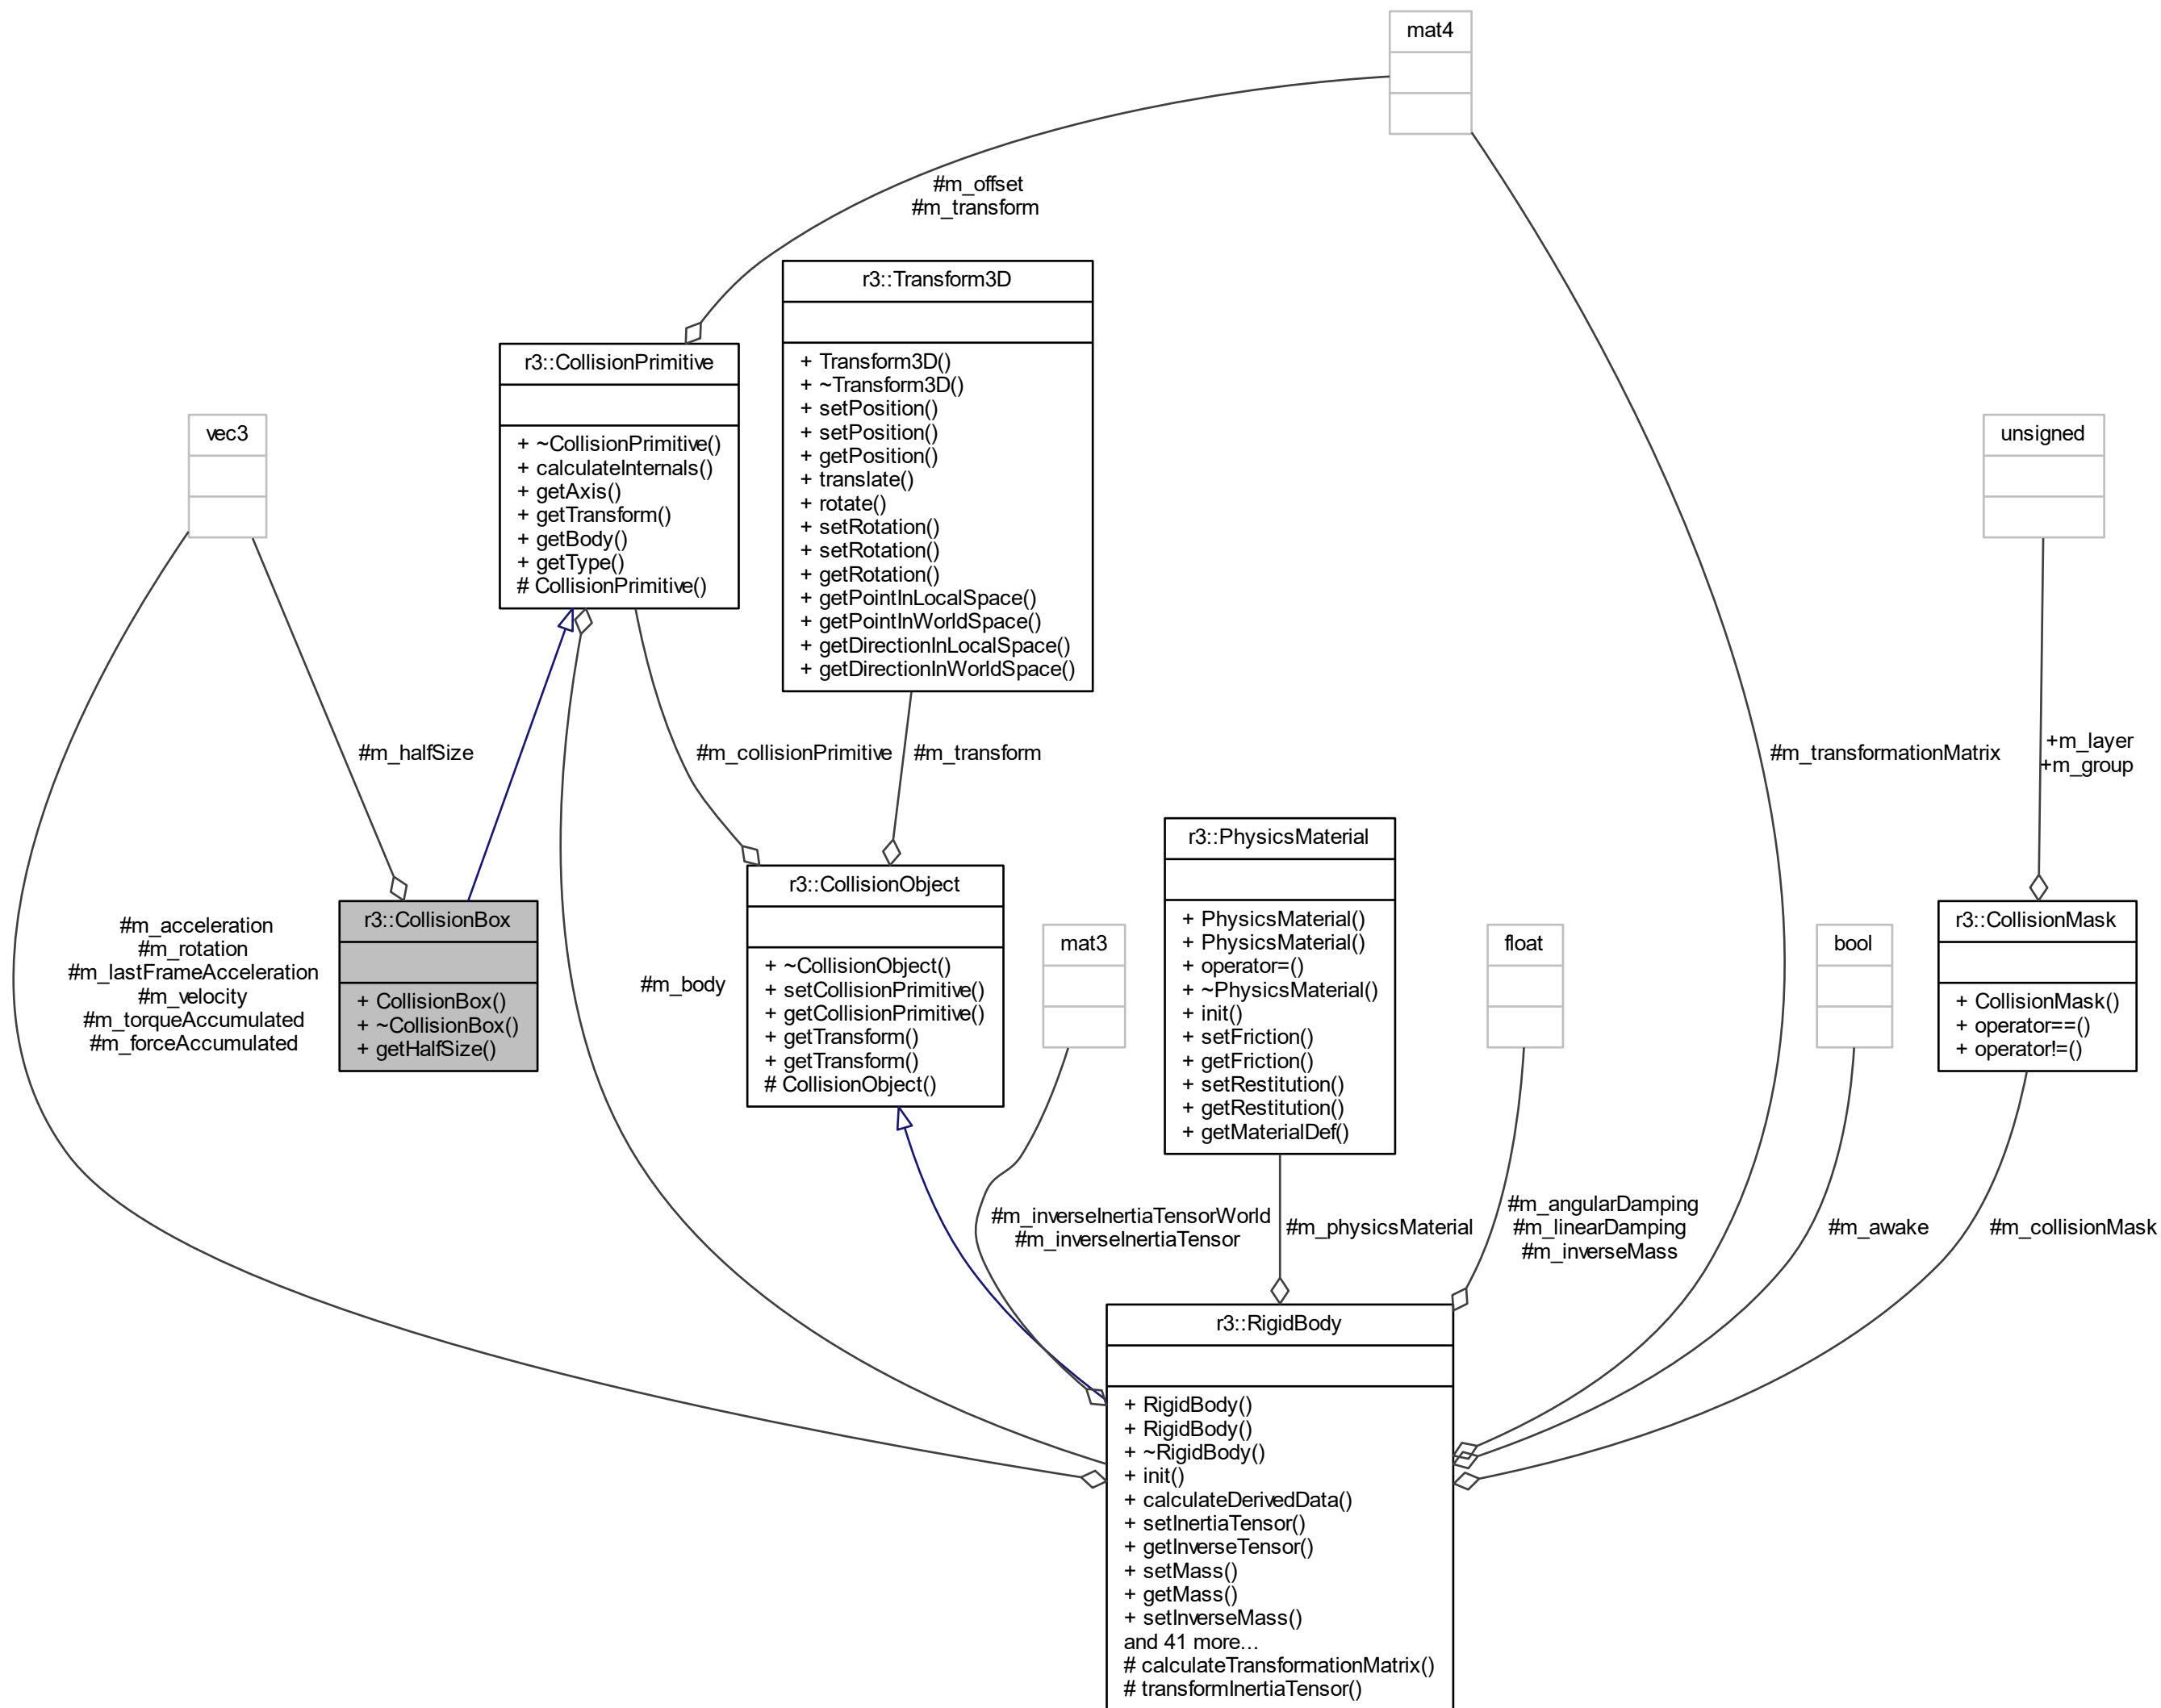 mat4
#m_offset
#m_transform
r3::Transform3D
+ Transform3D()
+ ~Transform3D()
+ setPosition()
+ setPosition()
+ getPosition()
+ translate()
+ rotate()
+ setRotation()
+ setRotation()
+ getRotation()
+ getPointInLocalSpace()
+ getPointInWorldSpace()
+ getDirectionInLocalSpace()
+ getDirectionInWorldSpace()
r3::CollisionPrimitive
+ ~CollisionPrimitive()
+ calculateInternals()
+ getAxis()
+ getTransform()
+ getBody()
+ getType()
# CollisionPrimitive()
vec3
unsigned
#m_halfSize
#m_collisionPrimitive
#m_transform
#m_transformationMatrix
+m_layer
+m_group
r3::PhysicsMaterial
+ PhysicsMaterial()
+ PhysicsMaterial()
+ operator=()
+ ~PhysicsMaterial()
+ init()
+ setFriction()
+ getFriction()
+ setRestitution()
+ getRestitution()
+ getMaterialDef()
r3::CollisionObject
+ ~CollisionObject()
+ setCollisionPrimitive()
+ getCollisionPrimitive()
+ getTransform()
+ getTransform()
# CollisionObject()
#m_acceleration
#m_rotation
#m_lastFrameAcceleration
#m_velocity
#m_torqueAccumulated
#m_forceAccumulated
r3::CollisionBox
+ CollisionBox()
+ ~CollisionBox()
+ getHalfSize()
#m_body
mat3
float
bool
r3::CollisionMask
+ CollisionMask()
+ operator==()
+ operator!=()
#m_inverseInertiaTensorWorld
#m_inverseInertiaTensor
#m_physicsMaterial
#m_angularDamping
#m_linearDamping
#m_inverseMass
#m_awake
#m_collisionMask
r3::RigidBody
+ RigidBody()
+ RigidBody()
+ ~RigidBody()
+ init()
+ calculateDerivedData()
+ setInertiaTensor()
+ getInverseTensor()
+ setMass()
+ getMass()
+ setInverseMass()
and 41 more...
# calculateTransformationMatrix()
# transformInertiaTensor()